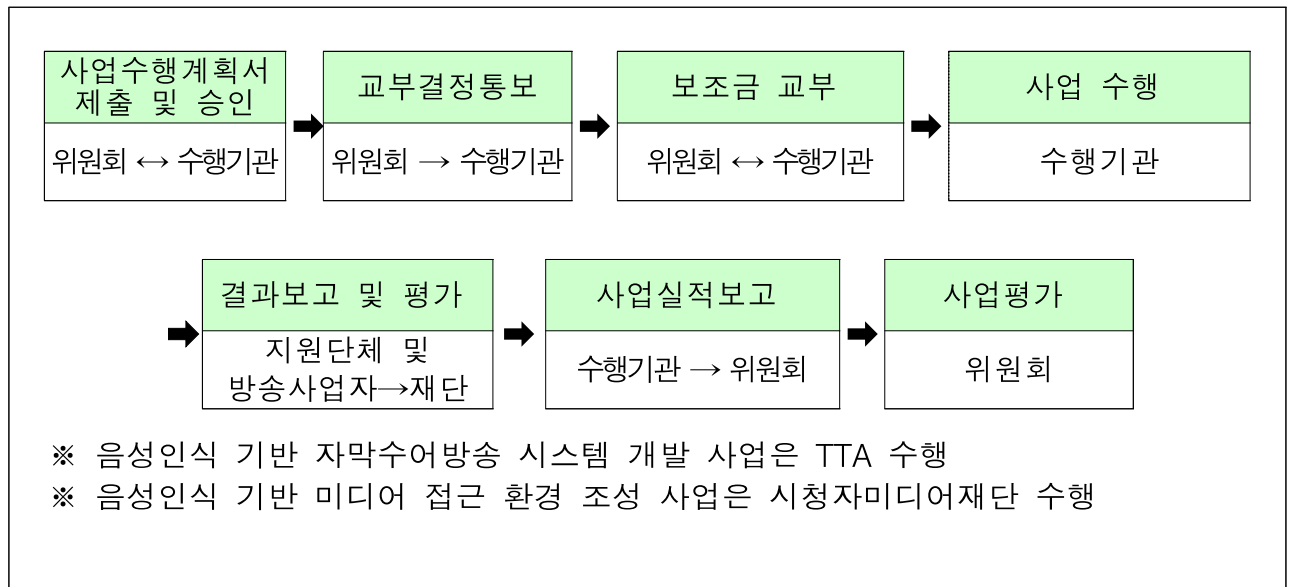 사업수행계획서
제출 및 승인
위원회 ↔ 수행기관
교부결정통보
위원회 → 수행기관
보조금 교부
위원회 ↔ 수행기관
사업 수행
수행기관
결과보고 및 평가
지원단체 및
방송사업자→재단
사업실적보고
수행기관 → 위원회
사업평가
위원회
※ 음성인식 기반 자막수어방송 시스템 개발 사업은 TTA 수행
※ 음성인식 기반 미디어 접근 환경 조성 사업은 시청자미디어재단 수행